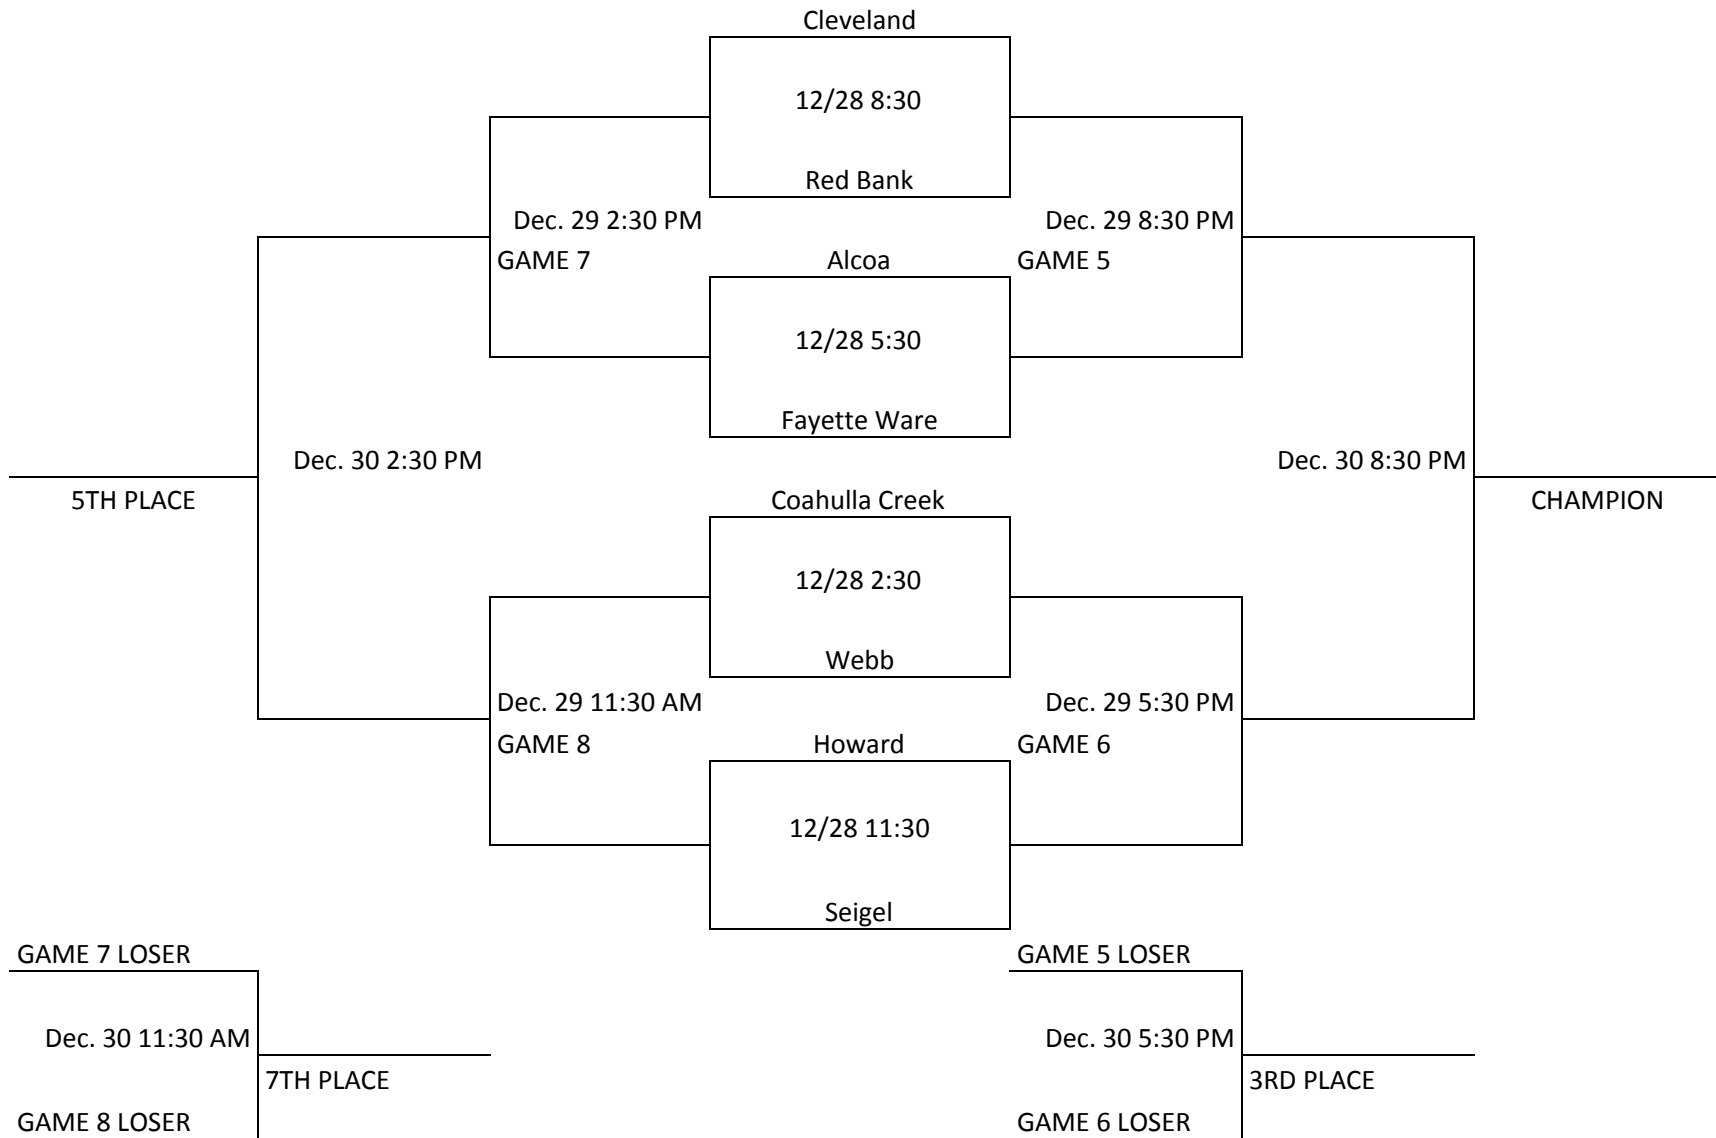 Cleveland
12/28 8:30
Red Bank
Dec. 29 2:30 PM
Dec. 29 8:30 PM
GAME 7
Alcoa
GAME 5
12/28 5:30
Fayette Ware
Dec. 30 2:30 PM
Dec. 30 8:30 PM
5TH PLACE
Coahulla Creek
CHAMPION
12/28 2:30
Webb
Dec. 29 11:30 AM
Dec. 29 5:30 PM
GAME 8
Howard
GAME 6
12/28 11:30
Seigel
GAME 7 LOSER
GAME 5 LOSER
Dec. 30 11:30 AM
Dec. 30 5:30 PM
7TH PLACE
3RD PLACE
GAME 8 LOSER
GAME 6 LOSER